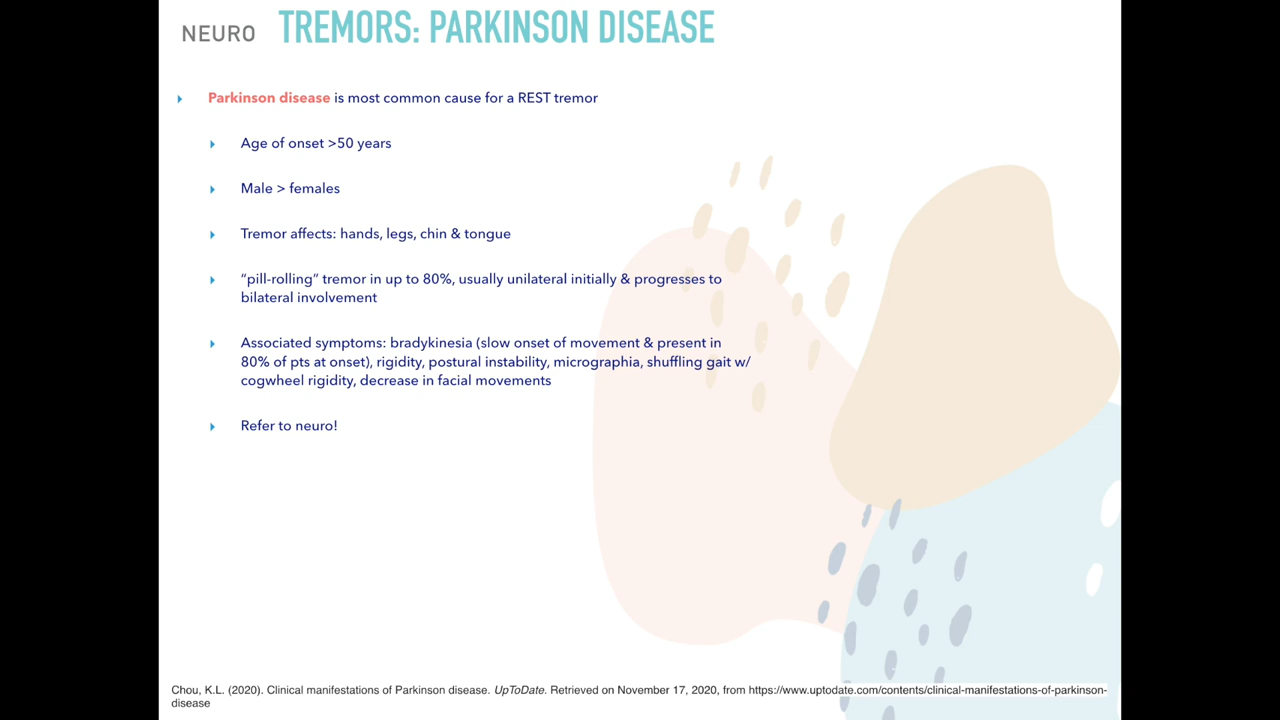 NEURO TREMORS: PARKINSON DISEASE
Parkinson disease is most common cause for a REST tremor
Age of onset >50 years
Male > females
Tremor affects: hands, legs, chin & tongue
“pill-rolling” tremor in up to 80%, usually unilateral initially & progresses to
bilateral involvement
Associated symptoms: bradykinesia (slow onset of movement & present in
80% of pts at onset), rigidity, postural instability, micrographia, shuffling gait w/
cogwheel rigidity, decrease in facial movements
Refer to neuro!
Chou, K.L. (2020). Clinical manifestations of Parkinson disease. UpToDate. Retrieved on November 17, 2020, from https://www.uptodate.com/contents/clinical-manifestations-of-parkinson-
disease